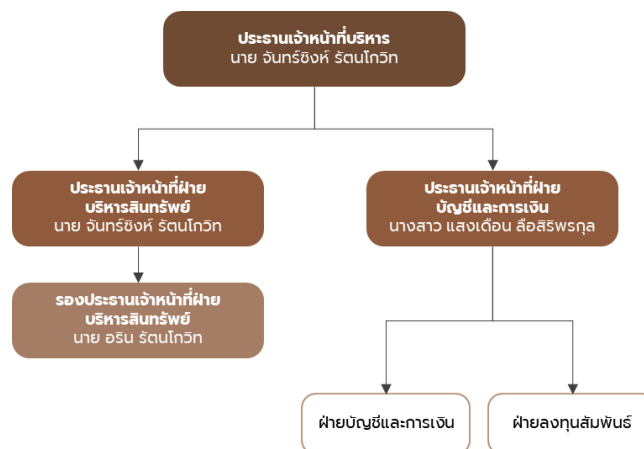 ประธานเจ้าหน้าที่บริหาร
นาย จันทร์ซิงห์ รัตนโกวิท
ประธานเจ้าหน้าที่ฝ่าย
บริหารสินทรัพย์
นาย จันทร์ซิงห์ รัตนโกวิท
ประธานเจ้าหน้าที่ฝ่าย
บัญชีและการเงิน
นางสาว แสงเดือน ลือสิริพรกุล
รองประธานเจ้าหน้าที่ฝ่าย
บริหารสินทรัพย์
นาย อริน รัตนโกวิท
ฝ่ายบัญชีและการเงิน
ฝ่ายลงทุนสัมพันธ์